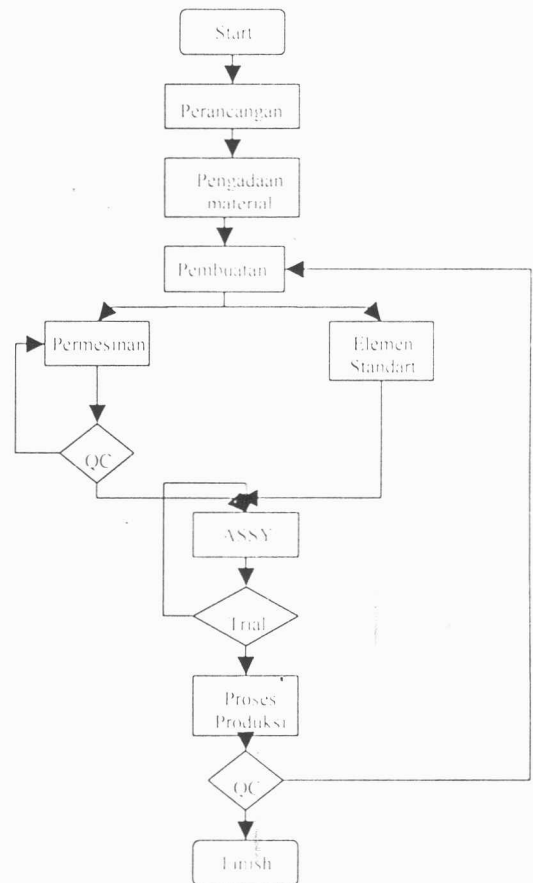 Start
Perancangan
Pengadaan
material
Pembuatan
Permesinan
Elemen
Standart
QC
ASSY
Trial
Proses
Produksi
QC
Finish